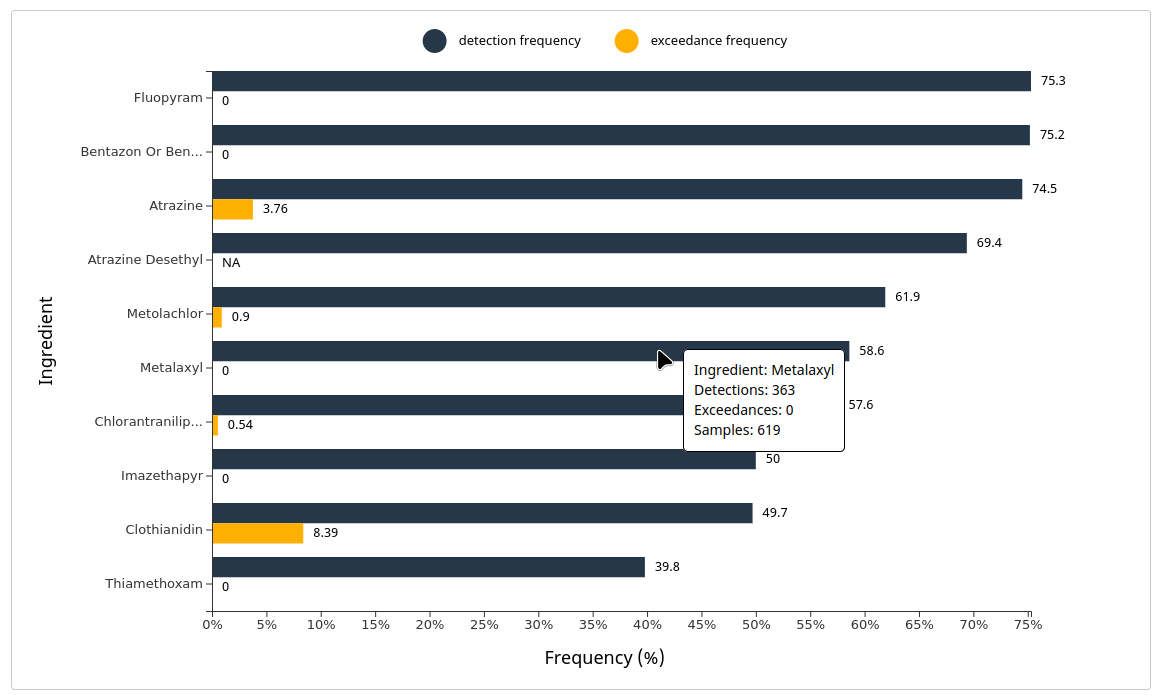 detection frequency
exceedance frequency
Fluopyram
75.3
0
Bentazon Or Ben...
75.2
0
Atrazine
74.5
3.76
Atrazine Desethyl
69.4
NA
Metolachlor
61.9
0.9
Metalaxyl
58.6
0
Chlorantranilip...
57.6
0.54
Imazethapyr
50
0
Clothianidin
49.7
8.39
Thiamethoxam
39.8
0
Ingredient: Metalaxyl
Detections: 363
Exceedances: 0
Samples: 619
Ingredient
0% 5% 10% 15% 20% 25% 30% 35% 40% 45% 50% 55% 60% 65% 70% 75%
Frequency (%)